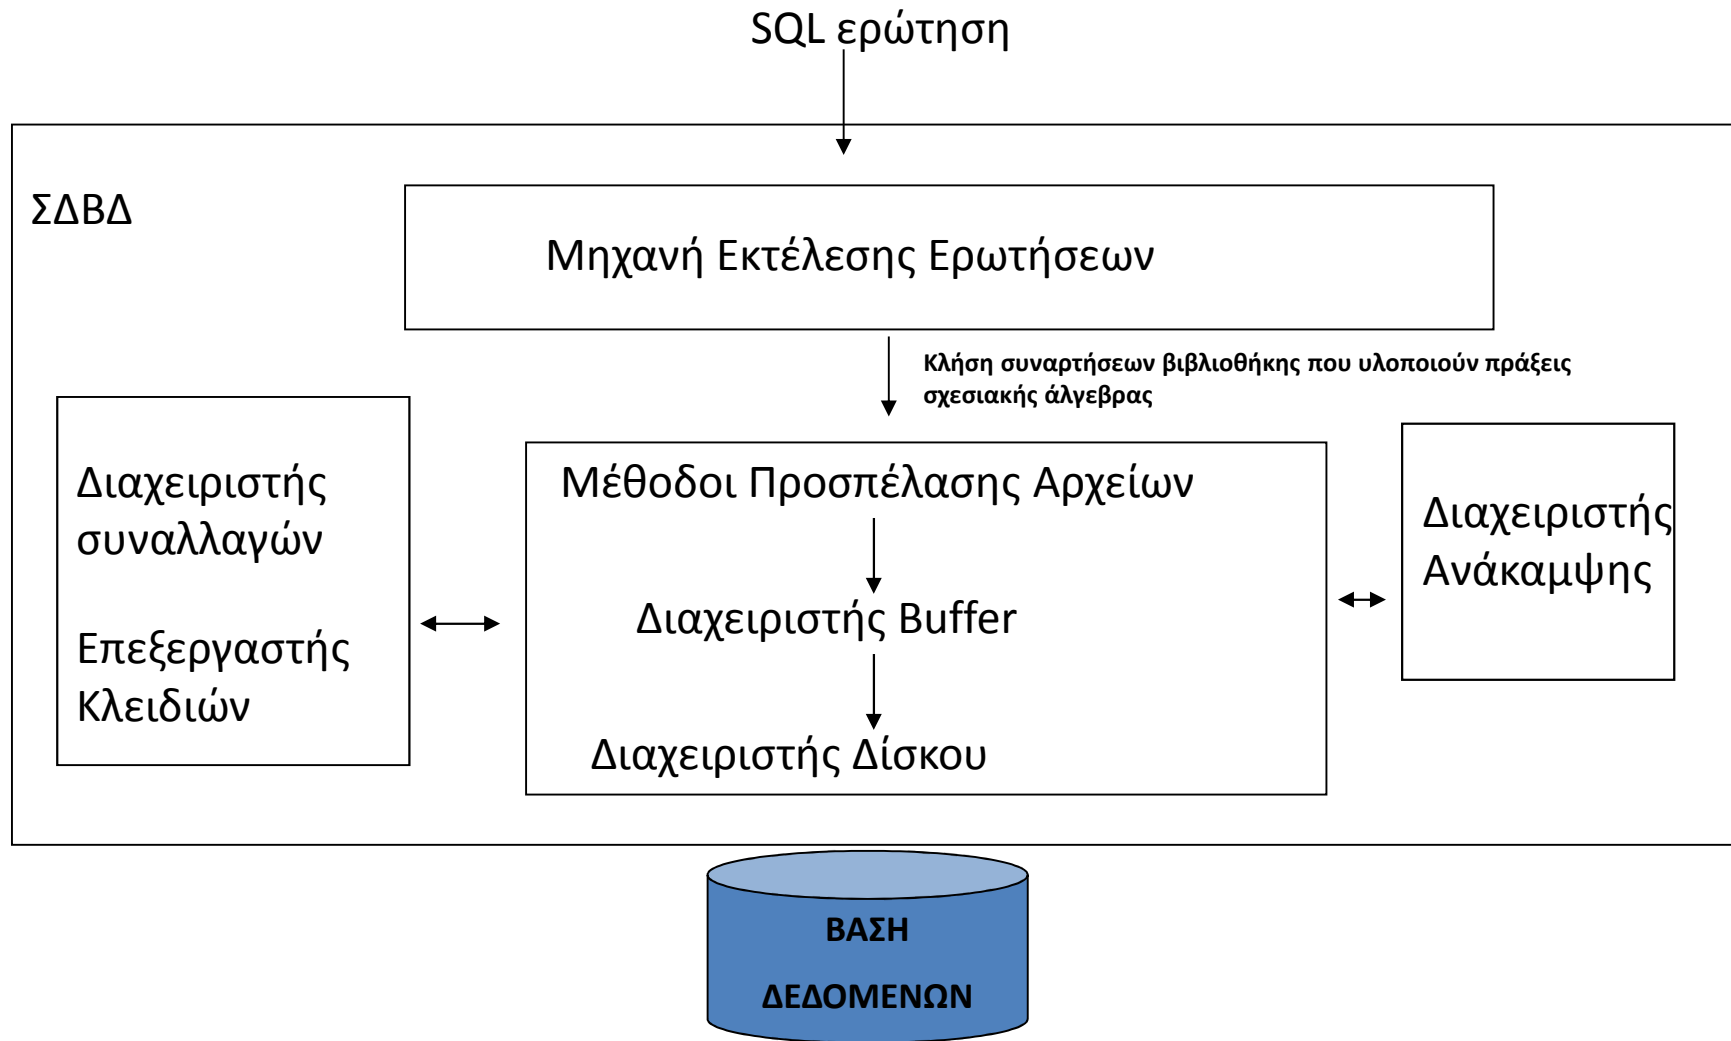 SQL ερώτηση
ΣΔΒΔ
Μηχανή Εκτέλεσης Ερωτήσεων
Κλήση συναρτήσεων βιβλιοθήκης που υλοποιούν πράξεις
σχεσιακής άλγεβρας
Διαχειριστής
συναλλαγών
Επεξεργαστής
Κλειδιών
Μέθοδοι Προσπέλασης Αρχείων
Διαχειριστής Buffer
Διαχειριστής Δίσκου
Διαχειριστής
Ανάκαμψης
ΒΑΣΗ
ΔΕΔΟΜΕΝΩΝ